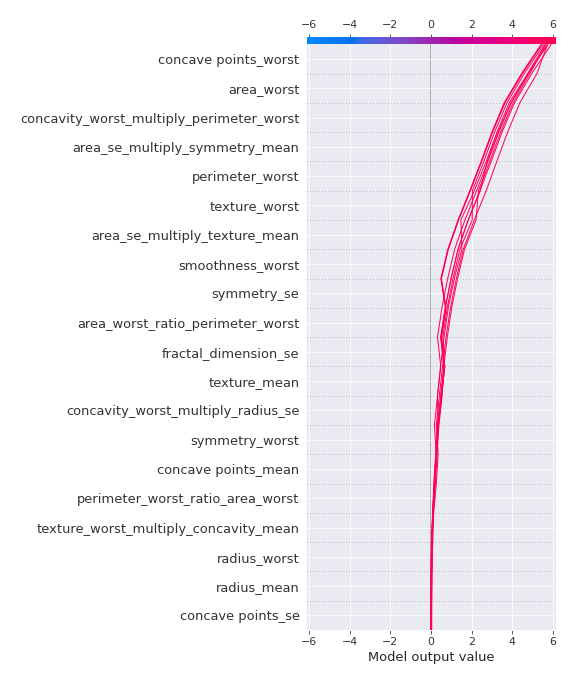 −6 −4 −2 0 2 4 6
concave points_worst
area_worst
concavity_worst_multiply_perimeter_worst
area_se_multiply_symmetry_mean
perimeter_worst
texture_worst
area_se_multiply_texture_mean
smoothness_worst
symmetry_se
area_worst_ratio_perimeter_worst
fractal_dimension_se
texture_mean
concavity_worst_multiply_radius_se
symmetry_worst
concave points_mean
perimeter_worst_ratio_area_worst
texture_worst_multiply_concavity_mean
radius_worst
radius_mean
concave points_se
−6 −4 −2 0 2 4 6
Model output value